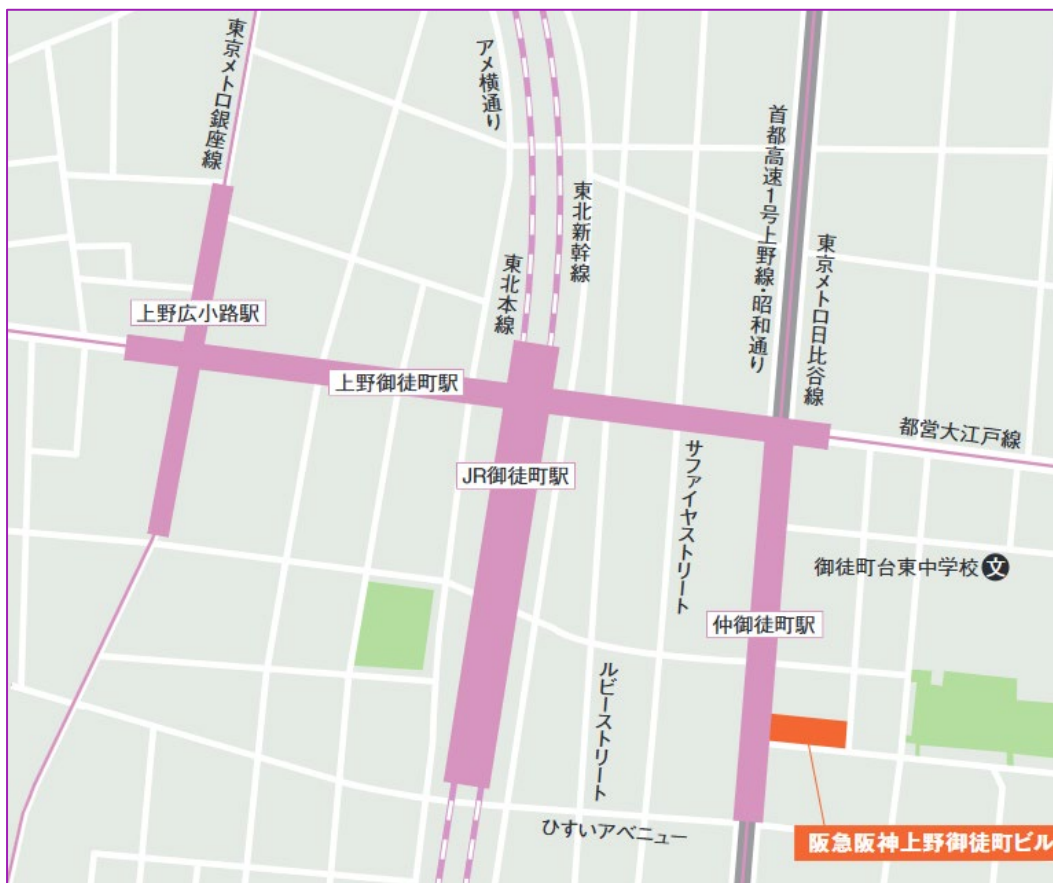 東京メトロ銀座線
アメ横通り
東北新幹線
東北本線
首都高速1号上野線・昭和通り
東京メトロ日比谷線
上野広小路駅
上野御徒町駅
都営大江戸線
JR御徒町駅
サファイヤストリート
御徒町台東中学校
文
仲御徒町駅
ルビーストリート
ひすいアベニュー
阪急阪神上野御徒町ビル